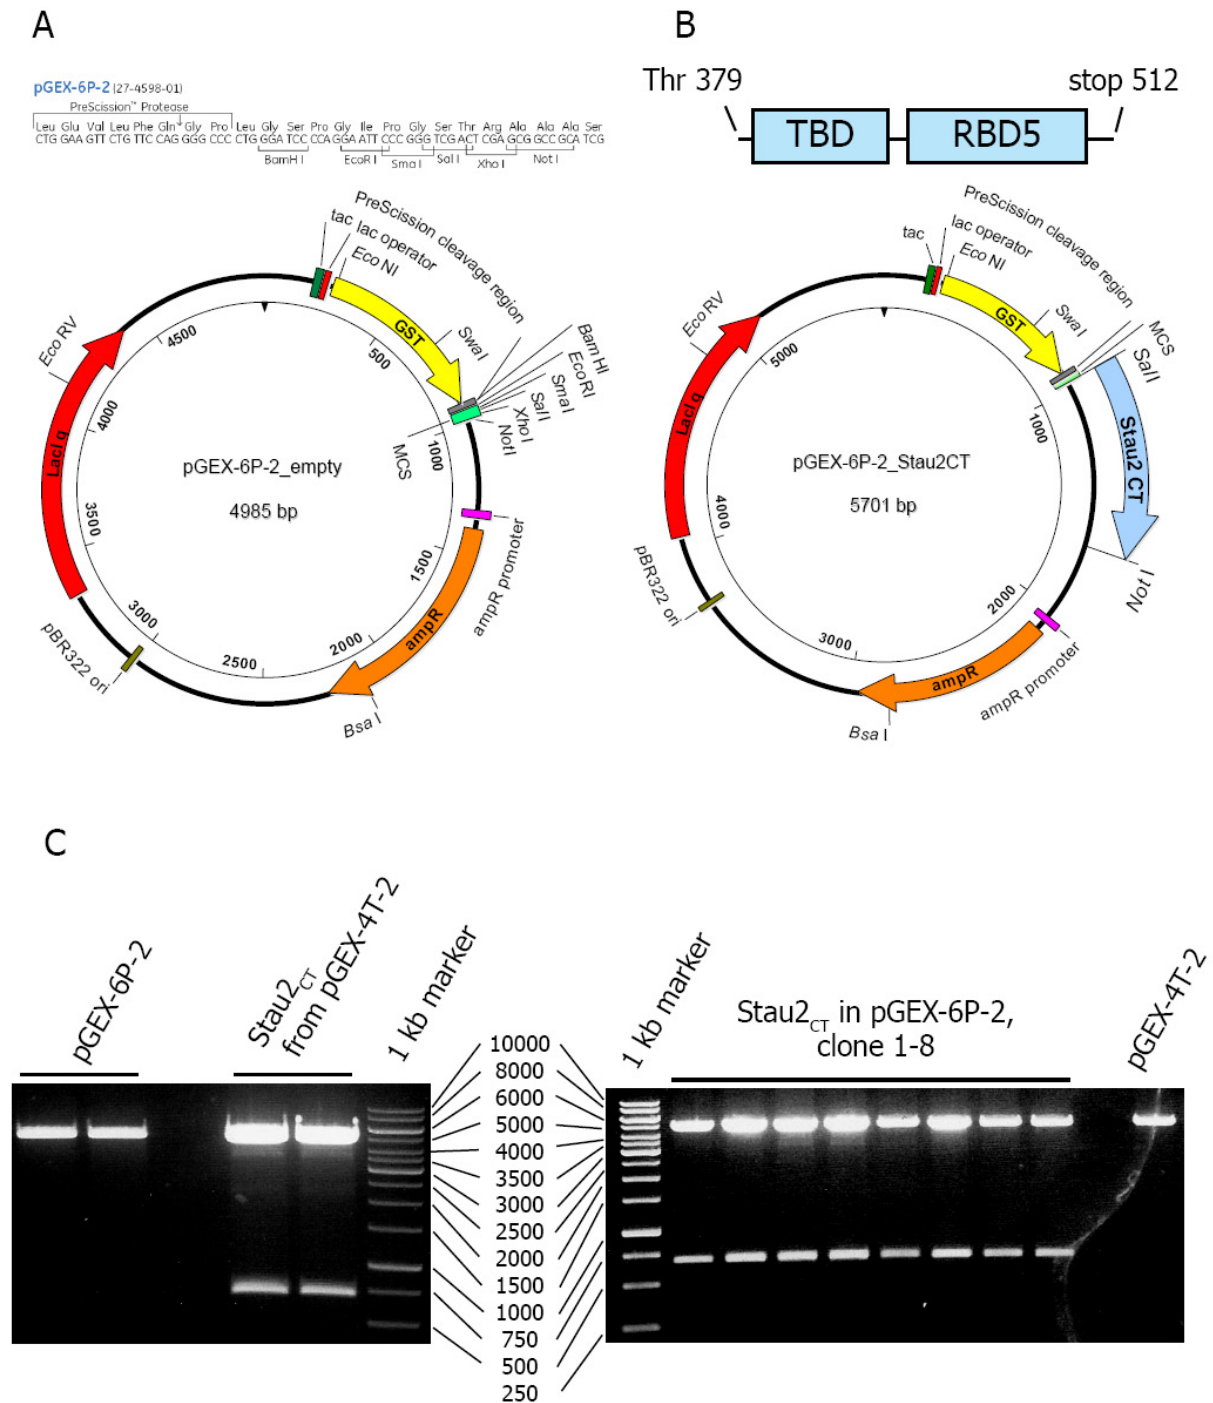 A
pGEX-6P-2 (27-4598-01)
PreScission™ Protease
Leu Glu Val Leu Phe Gln Gly Pro Leu Gly Ser Pro Gly Ile Pro Gly Ser Thr Arg Ala Ala Ala Ser
CTG GAA GTT CTG TTC CAG GGG CCC CTG GGA TCC CCA GGA ATT CCC GGG TCG ACT CGA GCG GCC GCA TCG
BamH I
EcoR I
Sma I
Sal I
Xho I
Not I
tac
lac operator
Eco NI
PreScission cleavage region
GST
Swa I
Bam HI
EcoRI
SmaI
SalI
XhoI
NotI
MCS
Eco RV
LacI q
pBR322 ori
ampR promoter
ampR
Bsa I
500
1000
1500
2000
2500
3000
3500
4000
4500
pGEX-6P-2_empty
4985 bp
B
Thr 379
stop 512
TBD
RBD5
tac
lac operator
Eco NI
PreScission cleavage region
GST
Swa I
MCS
SalI
Stau2 CT
Not I
Eco RV
LacI q
pBR322 ori
ampR promoter
ampR
Bsa I
1000
2000
3000
4000
5000
pGEX-6P-2_Stau2CT
5701 bp
C
pGEX-6P-2
Stau2CT
from pGEX-4T-2
1 kb marker
10000
8000
6000
5000
4000
3500
3000
2500
2000
1500
1000
750
500
250
1 kb marker
Stau2CT in pGEX-6P-2,
clone 1-8
pGEX-4T-2